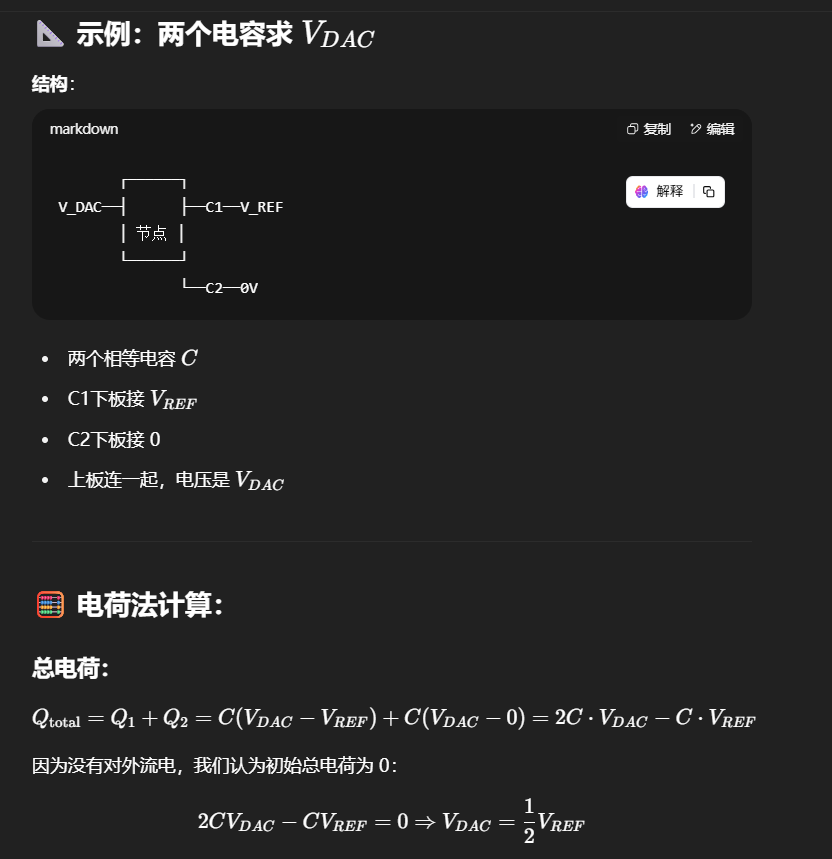 📐 示例：两个电容求 V_{DAC}
结构：
markdown
复制 编辑
解释
┌──────┐
V_DAC──┤      ├──C1──V_REF
│ 节点 │
└──────┘
└──C2──0V
• 两个相等电容 C
• C1下板接 V_{REF}
• C2下板接 0
• 上板连一起，电压是 V_{DAC}
🧮 电荷法计算：
总电荷：
Q_{total} = Q_1 + Q_2 = C(V_{DAC} − V_{REF}) + C(V_{DAC} − 0) = 2C · V_{DAC} − C · V_{REF}
因为没有对外流电，我们认为初始总电荷为 0：
2CV_{DAC} − CV_{REF} = 0 ⇒ V_{DAC} = \frac{1}{2}V_{REF}